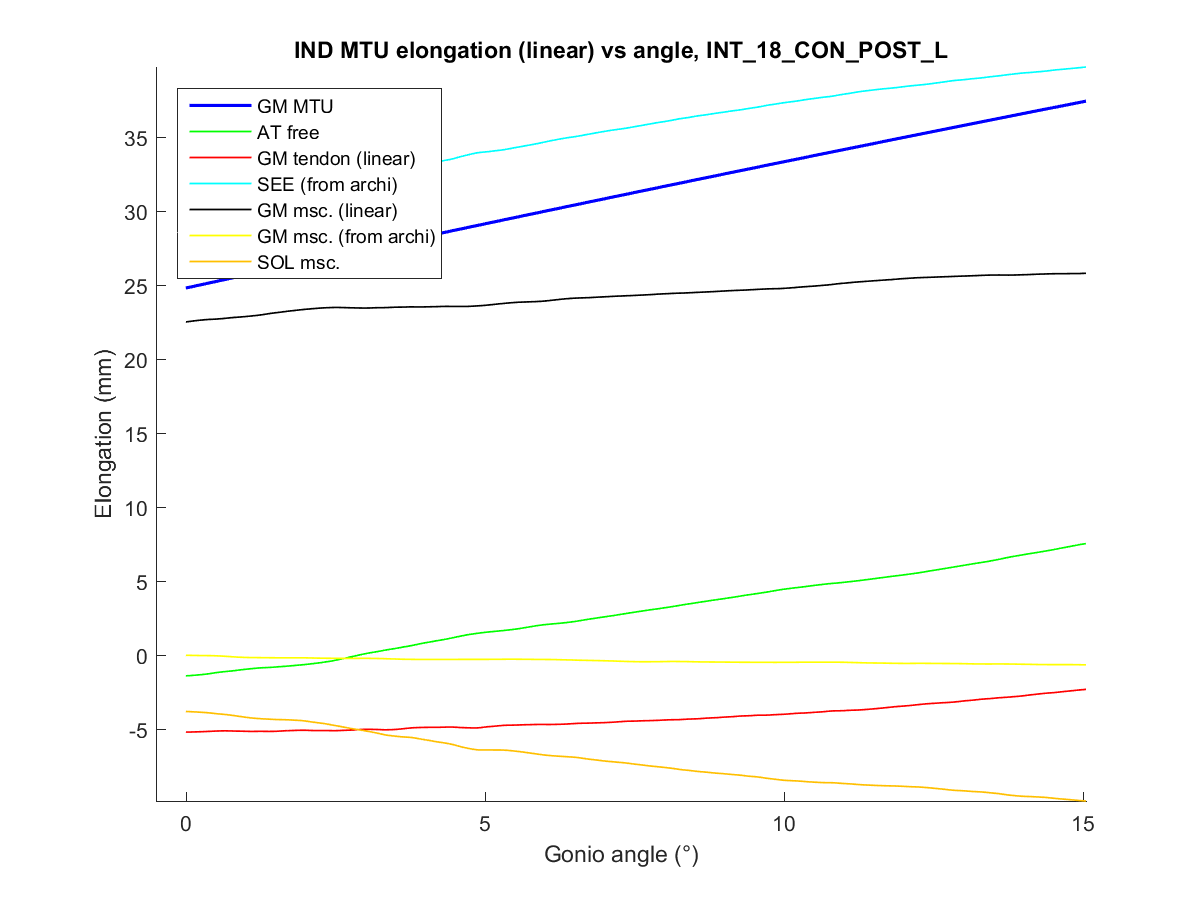 IND MTU elongation (linear) vs angle, INT_18_CON_POST_L
GM MTU
AT free
GM tendon (linear)
SEE (from archi)
GM msc. (linear)
GM msc. (from archi)
SOL msc.
35
30
25
20
15
10
5
0
-5
Elongation (mm)
0 5 10 15
Gonio angle (°)